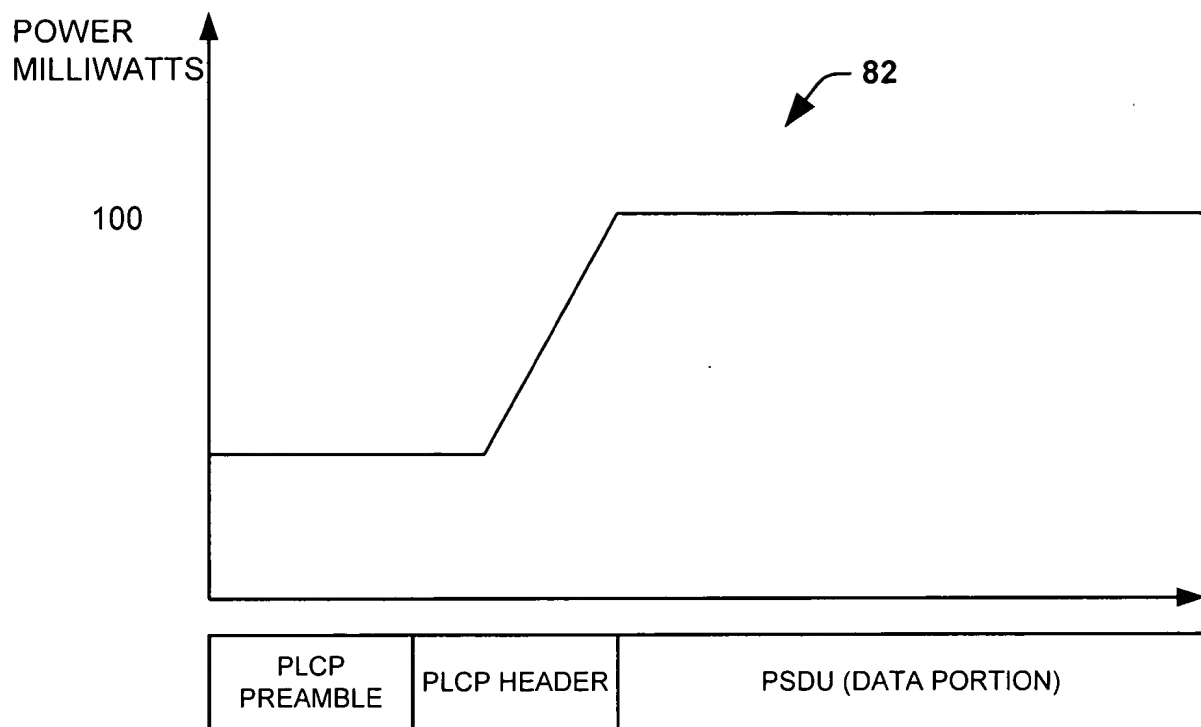 POWER
MILLIWATTS
82
100
PLCP
PREAMBLE
PLCP HEADER
PSDU (DATA PORTION)